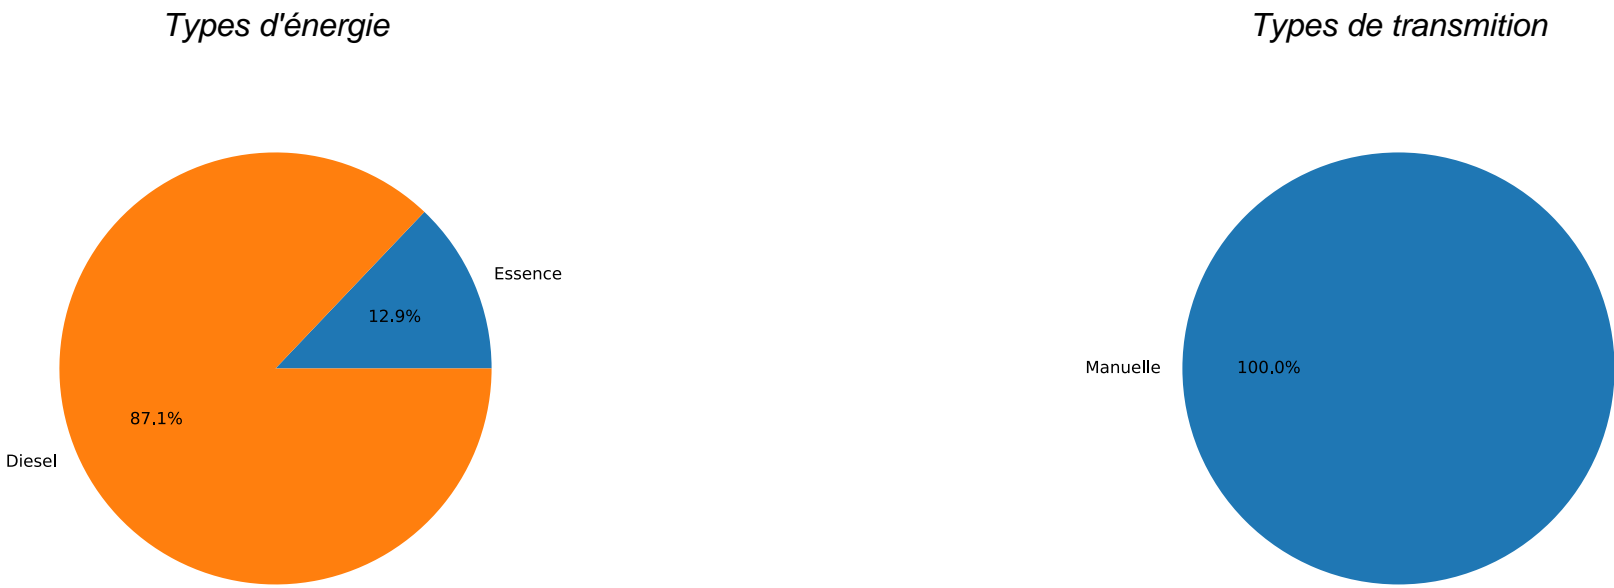 Types d'énergie
Essence
12.9%
87.1%
Diesel
Types de transmition
Manuelle
100.0%